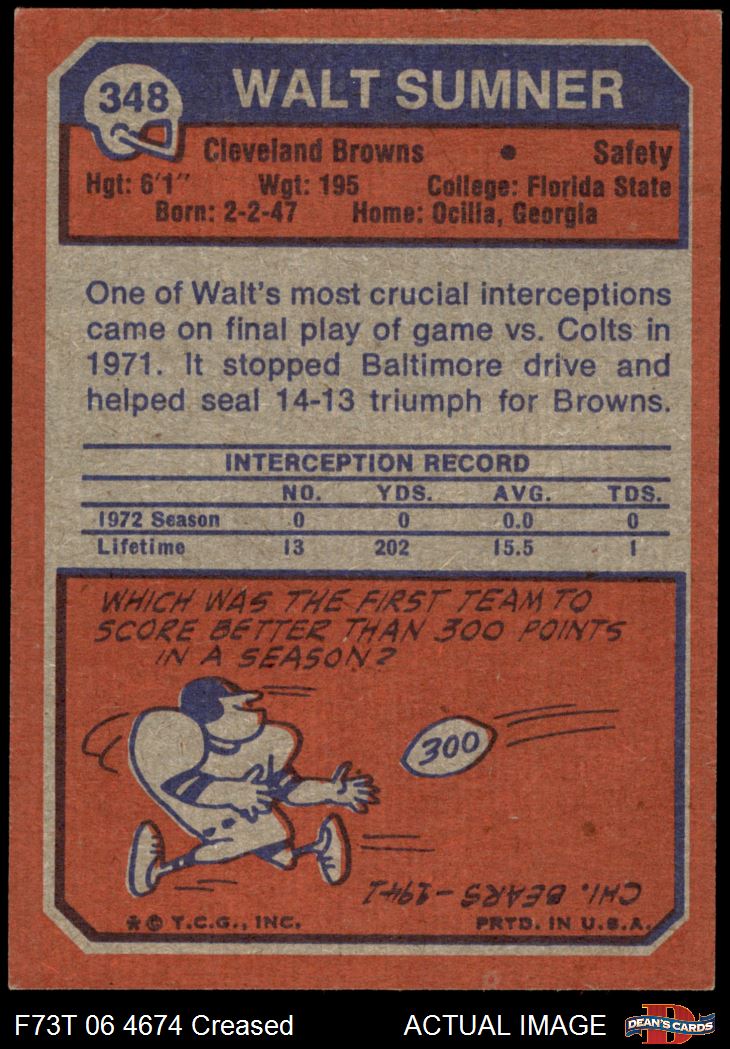 348
WALT SUMNER
Cleveland Browns • Safety
Hgt: 6'1" Wgt: 195 College: Florida State
Born: 2-2-47 Home: Ocilla, Georgia
One of Walt's most crucial interceptions
came on final play of game vs. Colts in
1971. It stopped Baltimore drive and
helped seal 14-13 triumph for Browns.
INTERCEPTION RECORD
NO. YDS. AVG. TDS.
1972 Season 0 0 0.0 0
Lifetime 13 202 15.5 1
WHICH WAS THE FIRST TEAM TO
SCORE BETTER THAN 300 POINTS
IN A SEASON?
300
CHI. BEARS - 1941
* © T.C.G., INC. PRTD. IN U.S.A.
F73T 06 4674 Creased ACTUAL IMAGE
D
DEAN'S CARDS